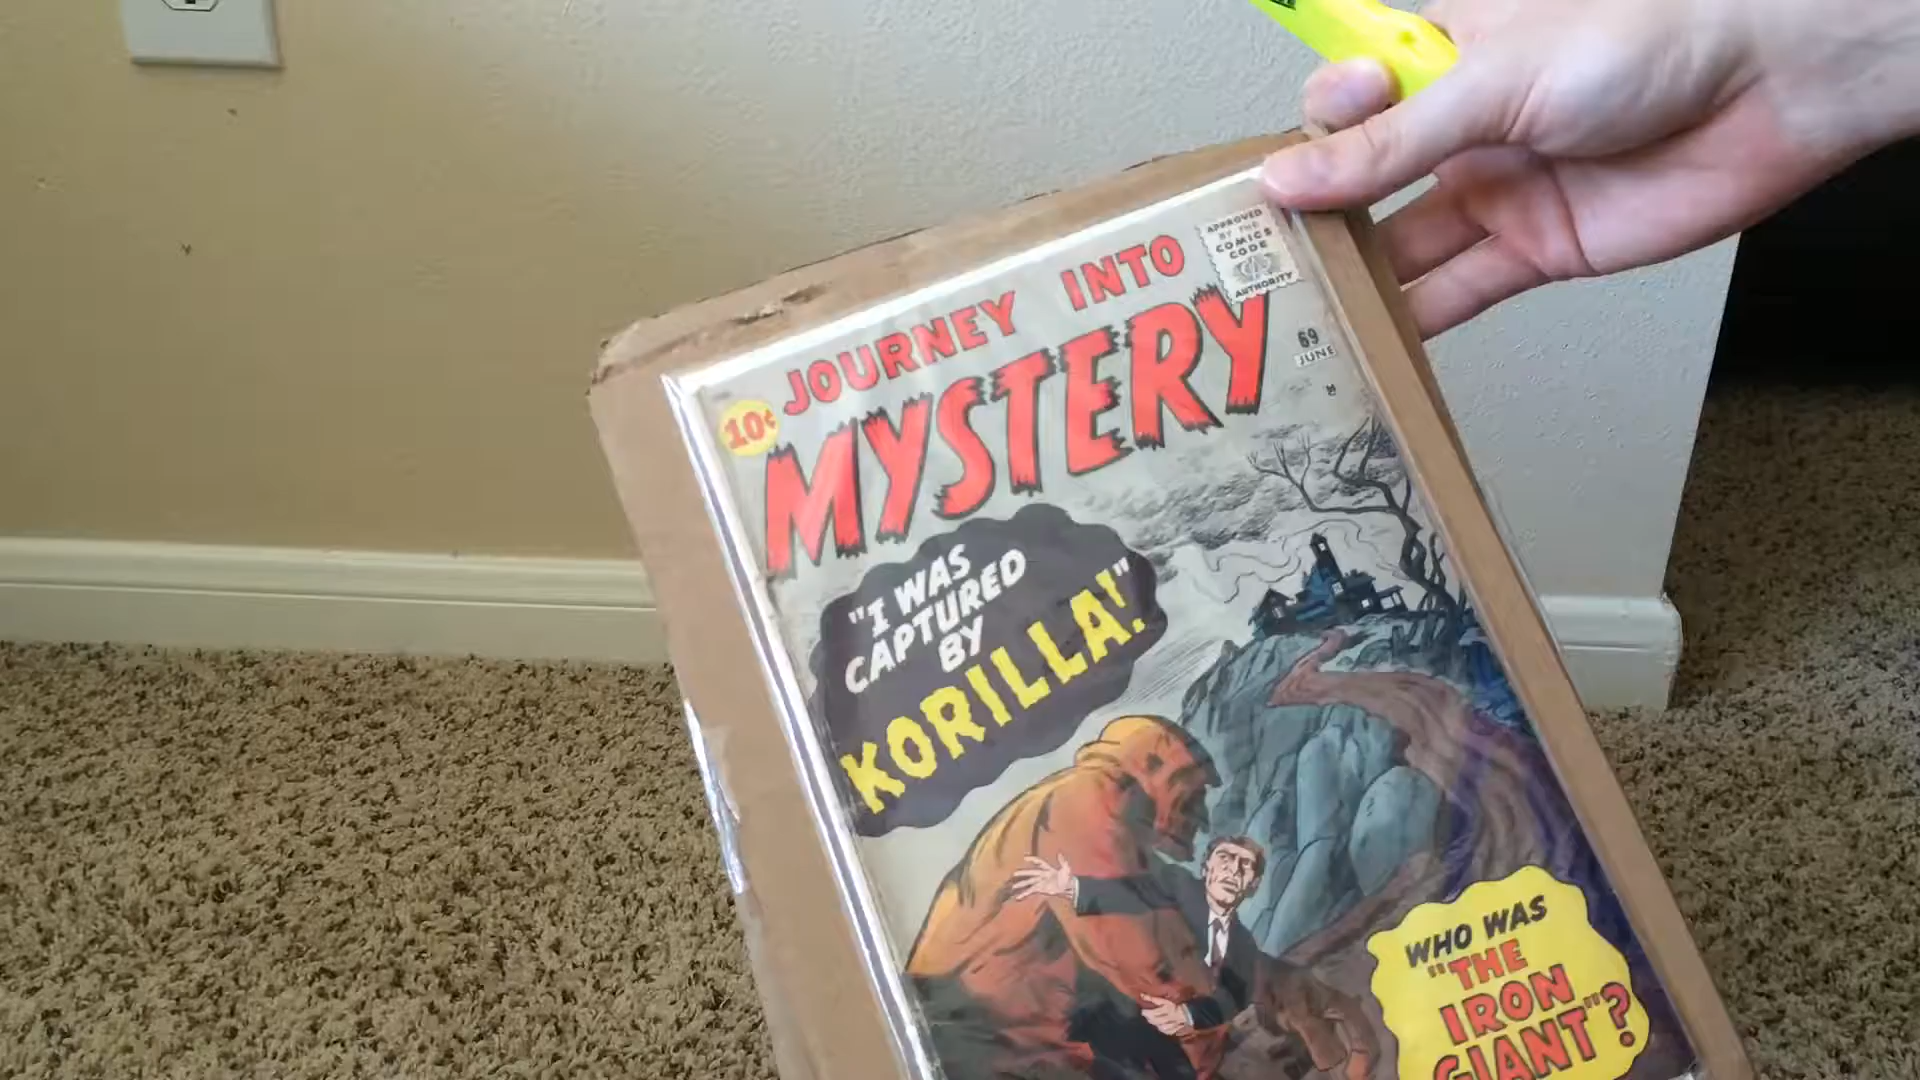 APPROVED
BY THE
COMICS
CODE
AUTHORITY
JOURNEY INTO
MYSTERY
10¢
69
JUNE
"I WAS
CAPTURED
BY
KORILLA!"
WHO WAS
"THE
IRON
GIANT"?